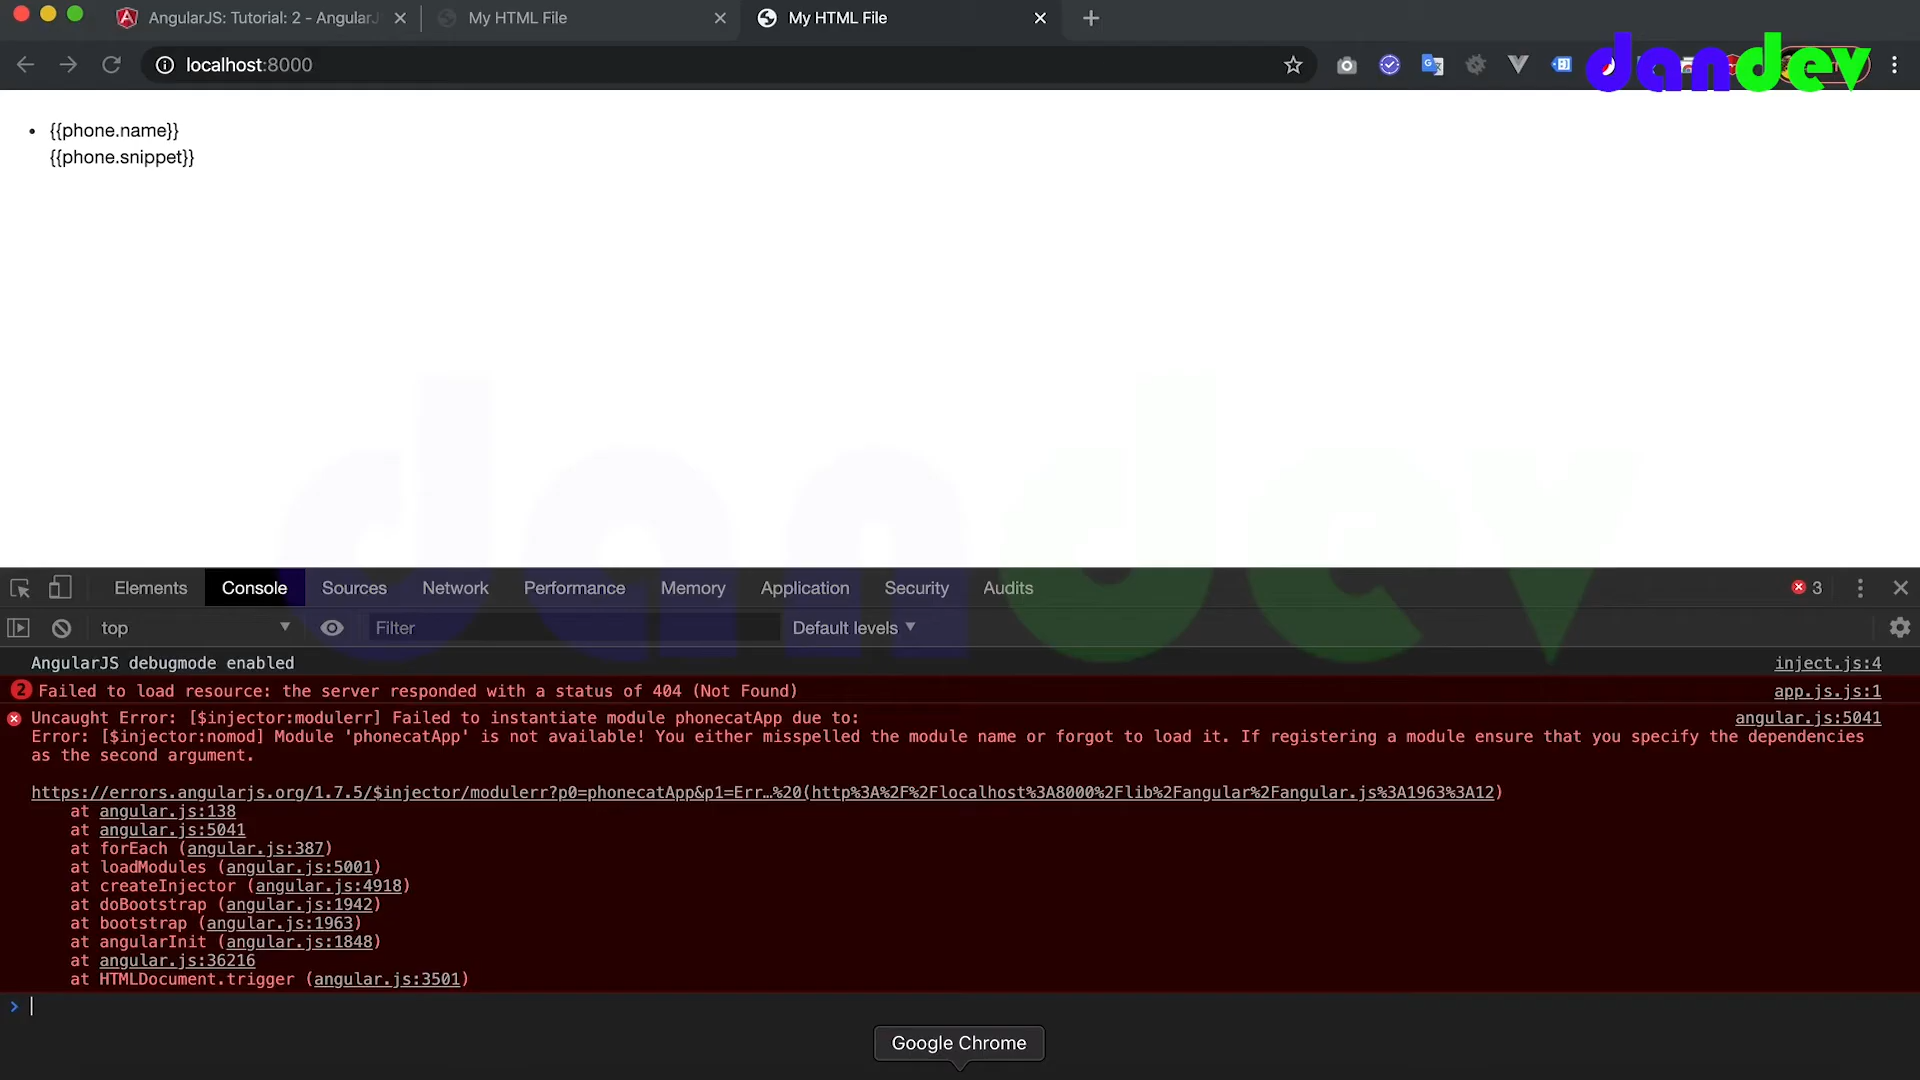 AngularJS: Tutorial: 2 - AngularJ
My HTML File
My HTML File
localhost:8000
dandev
{{phone.name}}
{{phone.snippet}}
dandev
Elements Console Sources Network Performance Memory Application Security Audits 3
top Filter Default levels
AngularJS debugmode enabled inject.js:4
2 Failed to load resource: the server responded with a status of 404 (Not Found) app.js.js:1
Uncaught Error: [$injector:modulerr] Failed to instantiate module phonecatApp due to: angular.js:5041
Error: [$injector:nomod] Module 'phonecatApp' is not available! You either misspelled the module name or forgot to load it. If registering a module ensure that you specify the dependencies
as the second argument.
https://errors.angularjs.org/1.7.5/$injector/modulerr?p0=phonecatApp&p1=Err…%20(http%3A%2F%2Flocalhost%3A8000%2Flib%2Fangular%2Fangular.js%3A1963%3A12)
at angular.js:138
at angular.js:5041
at forEach (angular.js:387)
at loadModules (angular.js:5001)
at createInjector (angular.js:4918)
at doBootstrap (angular.js:1942)
at bootstrap (angular.js:1963)
at angularInit (angular.js:1848)
at angular.js:36216
at HTMLDocument.trigger (angular.js:3501)
>
Google Chrome